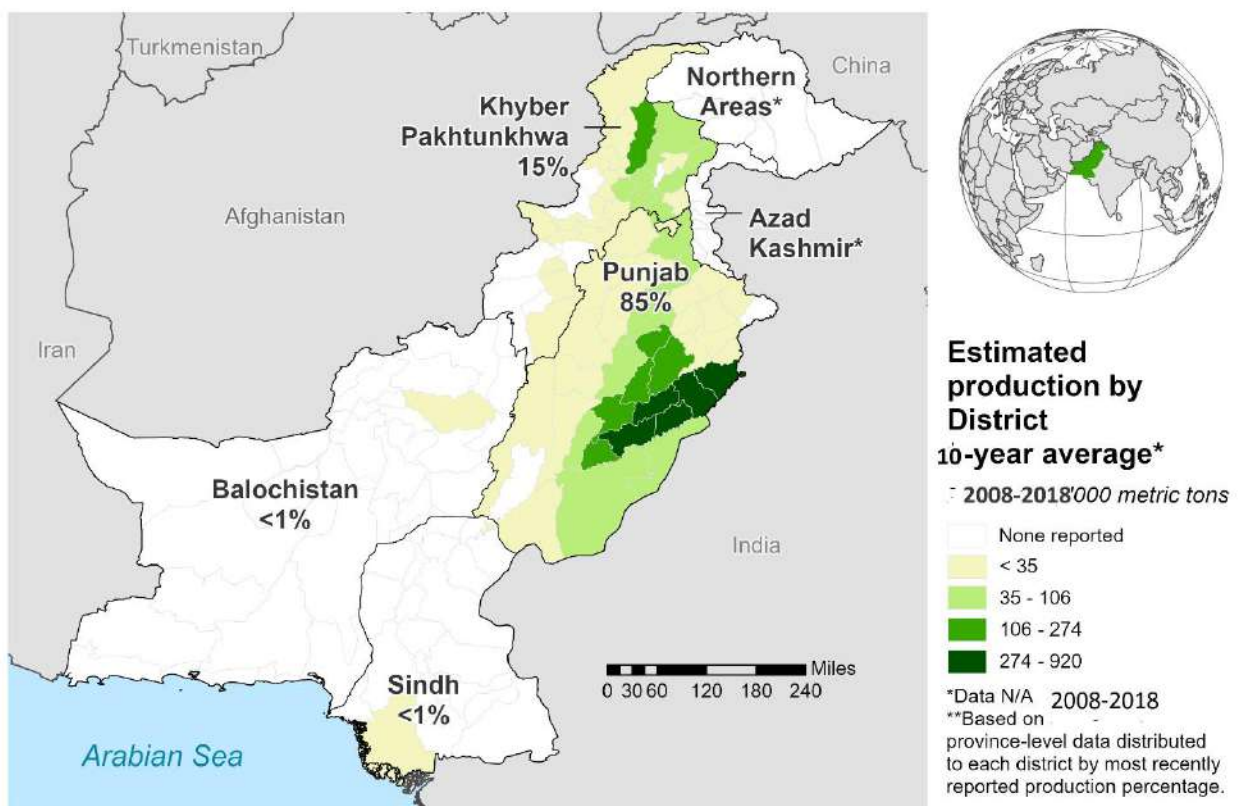 Turkmenistan
China
Northern
Areas*
Khyber
Pakhtunkhwa
15%
Afghanistan
Azad
Kashmir*
Punjab
85%
Iran
Balochistan
<1%
India
Sindh
<1%
Arabian Sea
Miles
0 30 60 120 180 240
Estimated
production by
District
10-year average*
2008-2018'000 metric tons
None reported
< 35
35 - 106
106 - 274
274 - 920
*Data N/A 2008-2018
**Based on
province-level data distributed
to each district by most recently
reported production percentage.